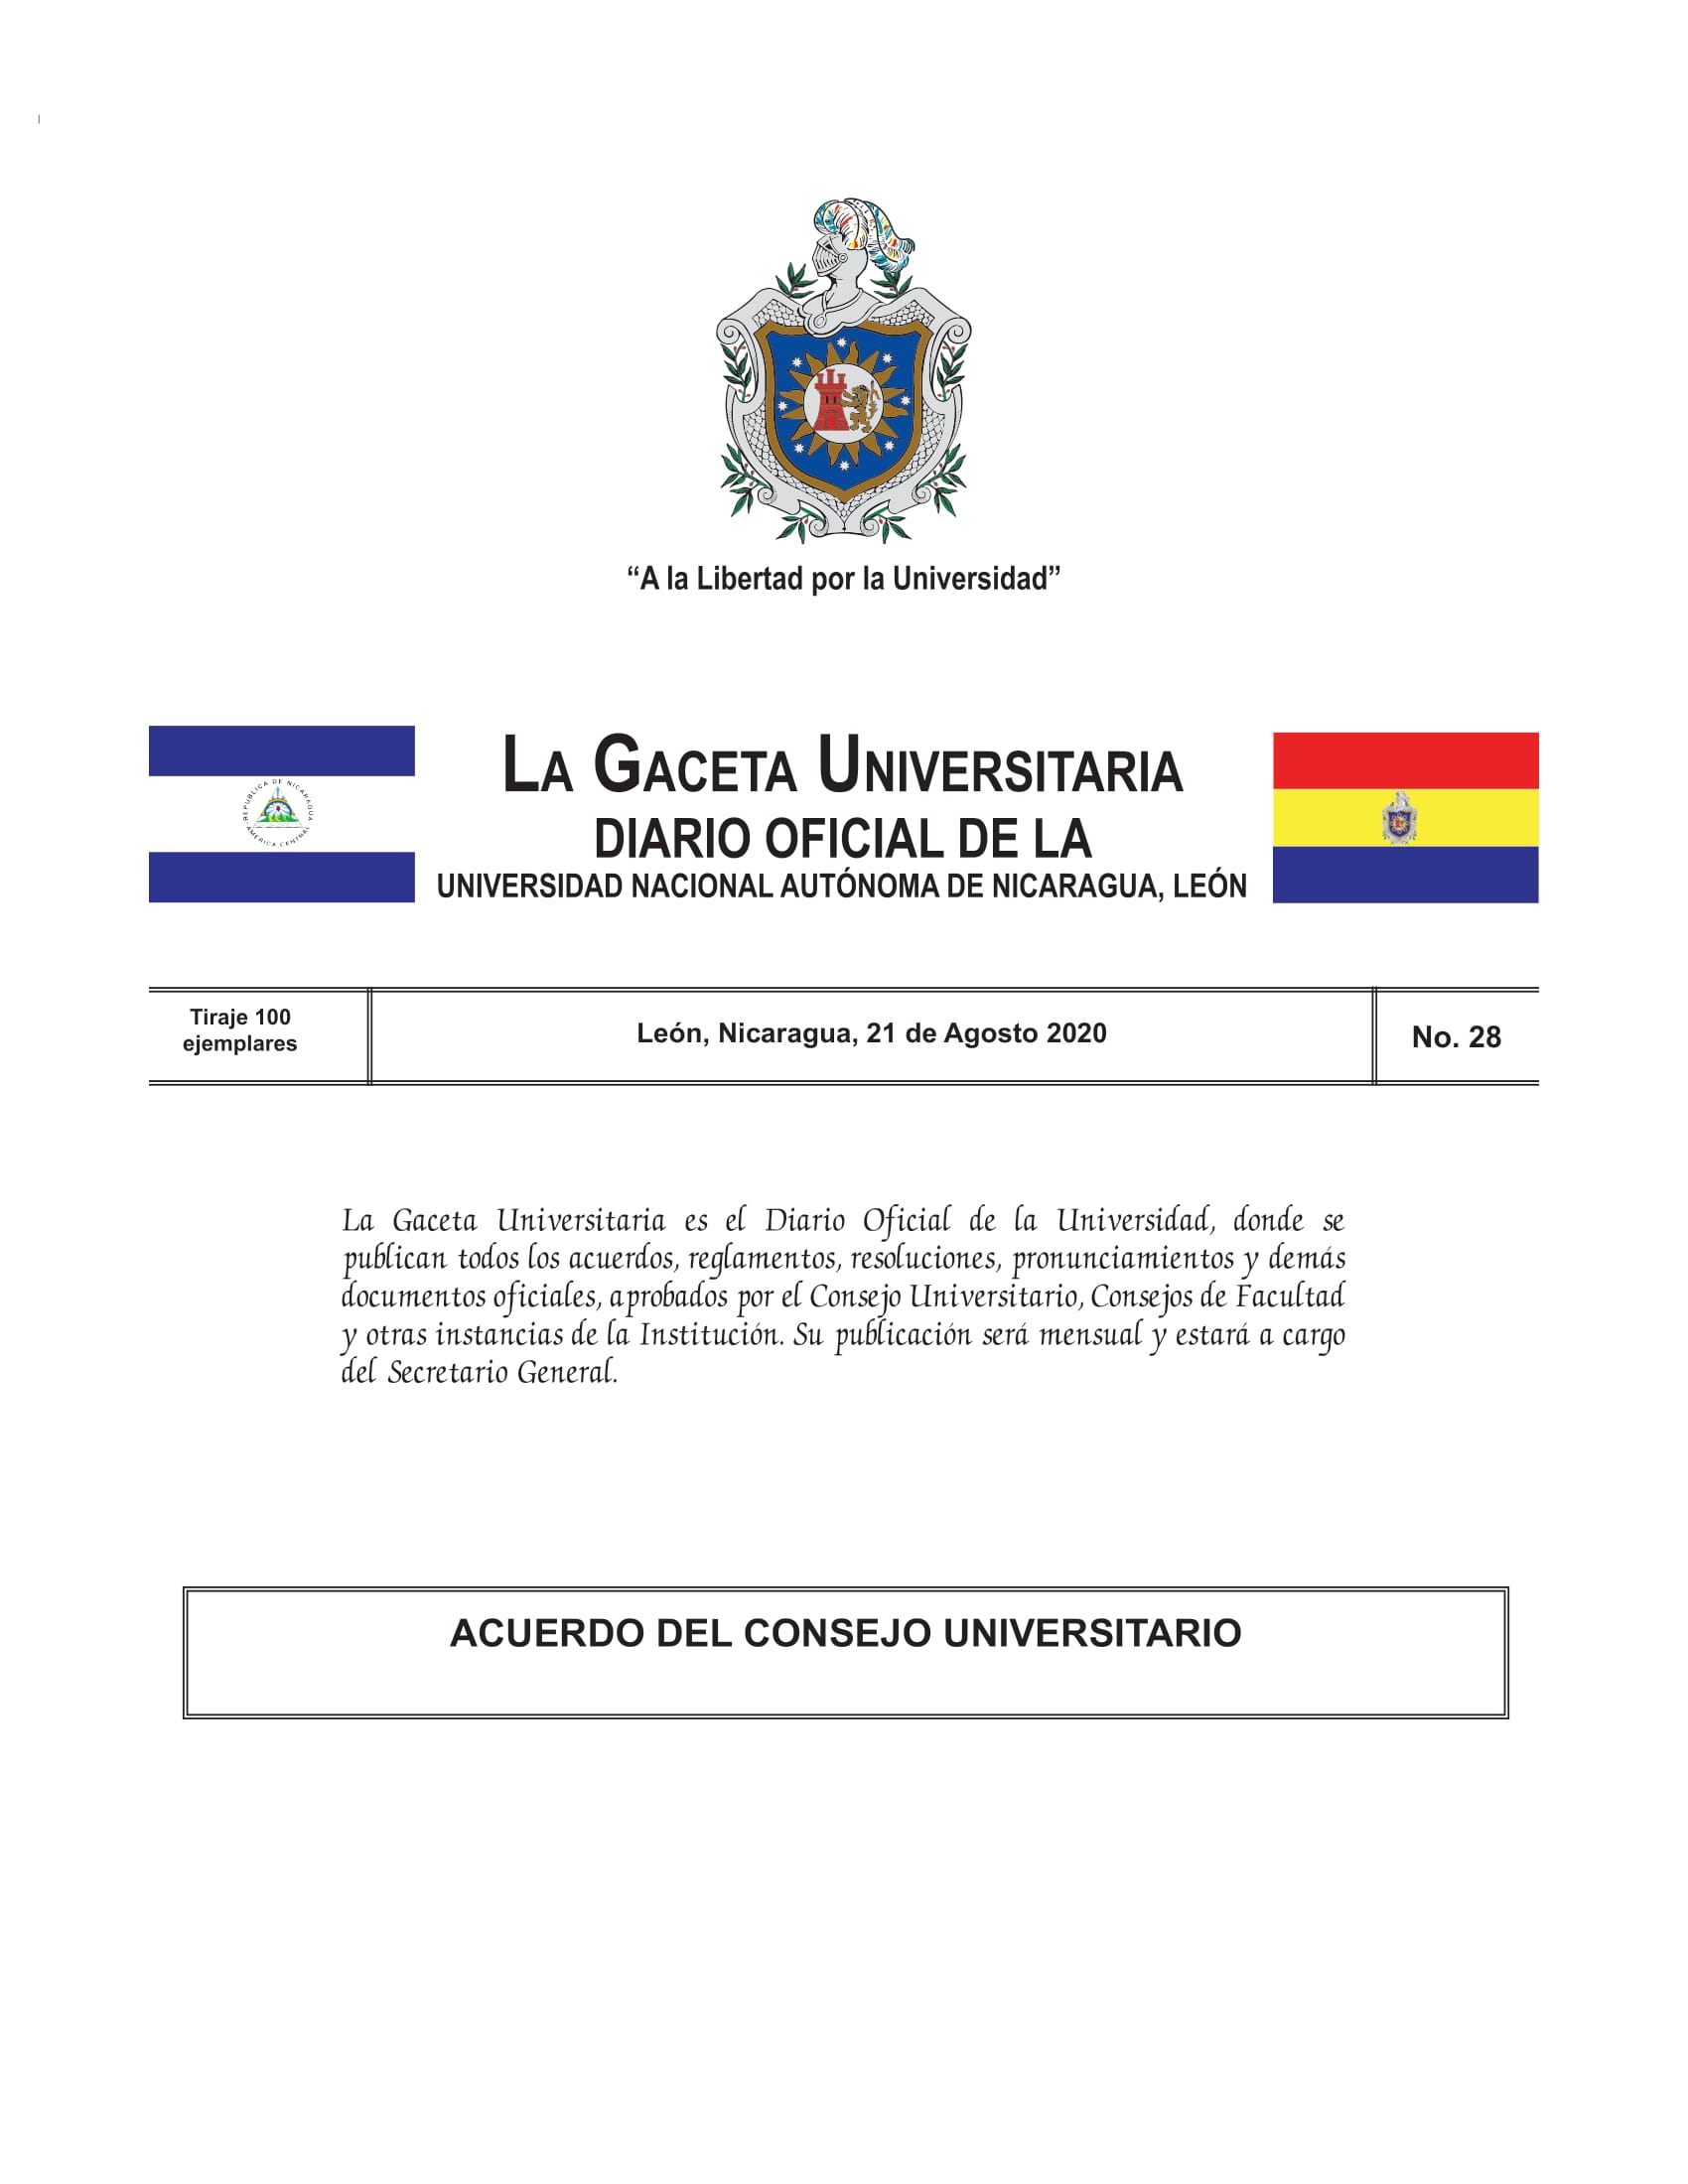 “A la Libertad por la Universidad”
LA GACETA UNIVERSITARIA
DIARIO OFICIAL DE LA
UNIVERSIDAD NACIONAL AUTÓNOMA DE NICARAGUA, LEÓN
REPUBLICA DE NICARAGUA
AMERICA CENTRAL
Tiraje 100
ejemplares
León, Nicaragua, 21 de Agosto 2020
No. 28
La Gaceta Universitaria es el Diario Oficial de la Universidad, donde se
publican todos los acuerdos, reglamentos, resoluciones, pronunciamientos y demás
documentos oficiales, aprobados por el Consejo Universitario, Consejos de Facultad
y otras instancias de la Institución. Su publicación será mensual y estará a cargo
del Secretario General.
ACUERDO DEL CONSEJO UNIVERSITARIO